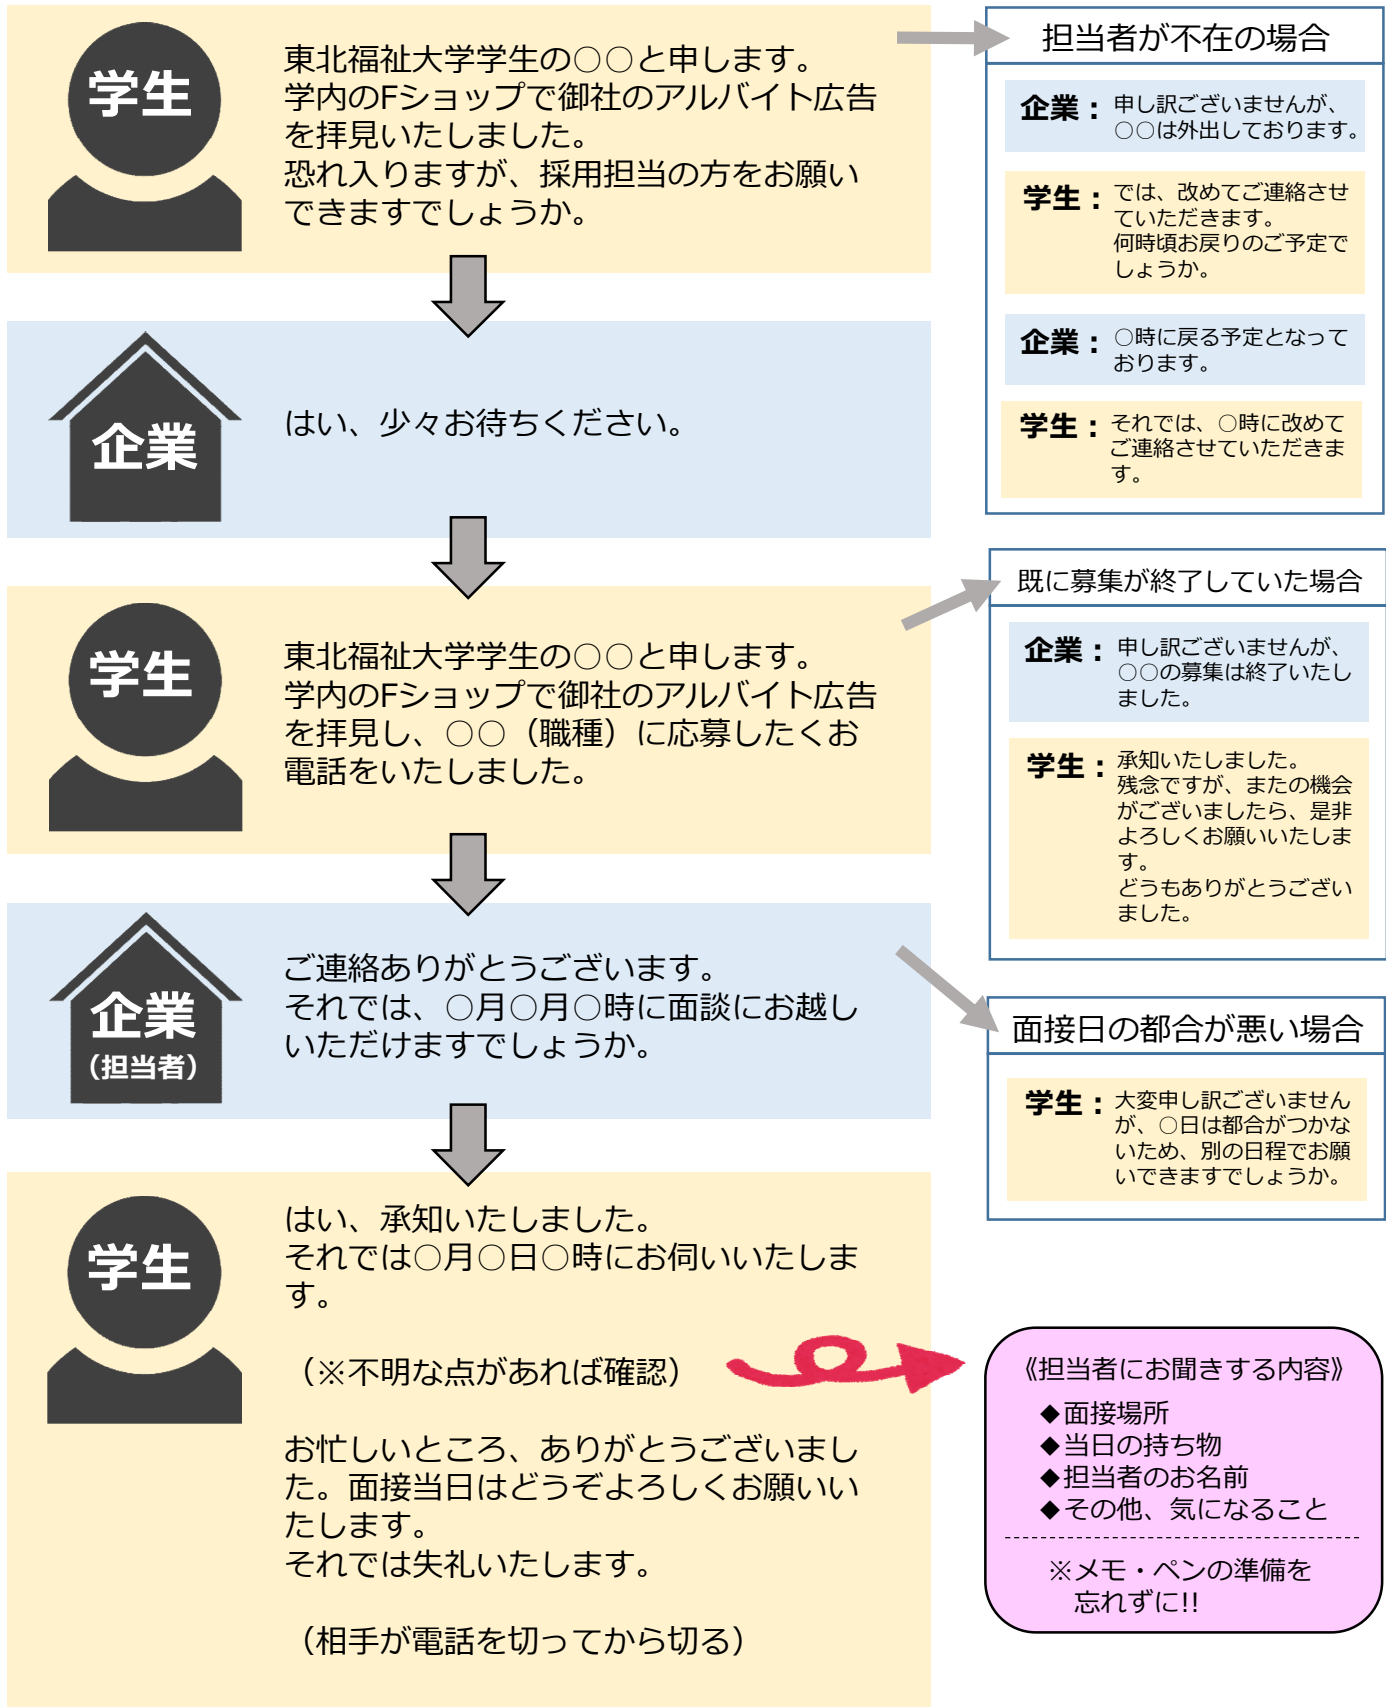 学生
東北福祉大学学生の○○と申します。
学内のFショップで御社のアルバイト広告
を拝見いたしました。
恐れ入りますが、採用担当の方をお願い
できますでしょうか。
企業
はい、少々お待ちください。
学生
東北福祉大学学生の○○と申します。
学内のFショップで御社のアルバイト広告
を拝見し、○○（職種）に応募したくお
電話をいたしました。
企業
（担当者）
ご連絡ありがとうございます。
それでは、○月○月○時に面談にお越し
いただけますでしょうか。
学生
はい、承知いたしました。
それでは○月○日○時にお伺いいたしま
す。
（※不明な点があれば確認）
お忙しいところ、ありがとうございまし
た。面接当日はどうぞよろしくお願いい
たします。
それでは失礼いたします。
（相手が電話を切ってから切る）
担当者が不在の場合
企業：申し訳ございませんが、
○○は外出しております。
学生：では、改めてご連絡させ
ていただきます。
何時頃お戻りのご予定で
しょうか。
企業：○時に戻る予定となって
おります。
学生：それでは、○時に改めて
ご連絡させていただきま
す。
既に募集が終了していた場合
企業：申し訳ございませんが、
○○の募集は終了いたし
ました。
学生：承知いたしました。
残念ですが、またの機会
がございましたら、是非
よろしくお願いいたしま
す。
どうもありがとうござい
ました。
面接日の都合が悪い場合
学生：大変申し訳ございません
が、○日は都合がつかな
いため、別の日程でお願
いできますでしょうか。
《担当者にお聞きする内容》
◆面接場所
◆当日の持ち物
◆担当者のお名前
◆その他、気になること
※メモ・ペンの準備を
忘れずに!!